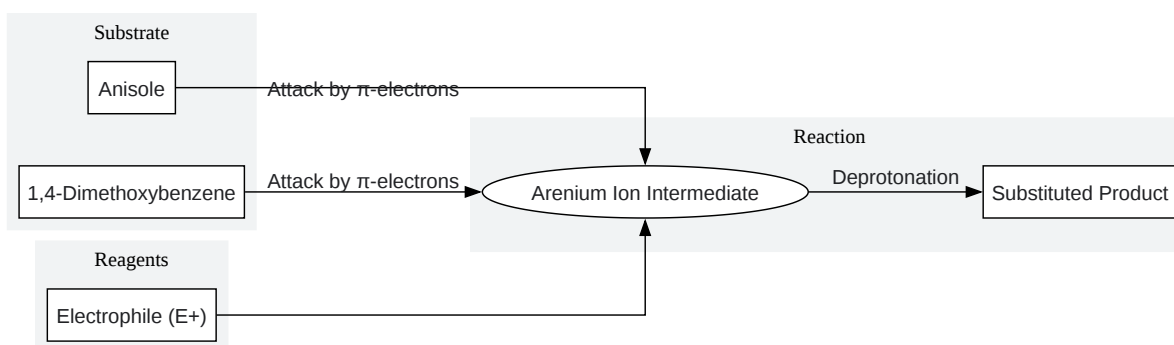 Substrate
Anisole
Attack by π-electrons
Reaction
1,4-Dimethoxybenzene
Attack by π-electrons
Arenium Ion Intermediate
Deprotonation
Substituted Product
Reagents
Electrophile (E+)